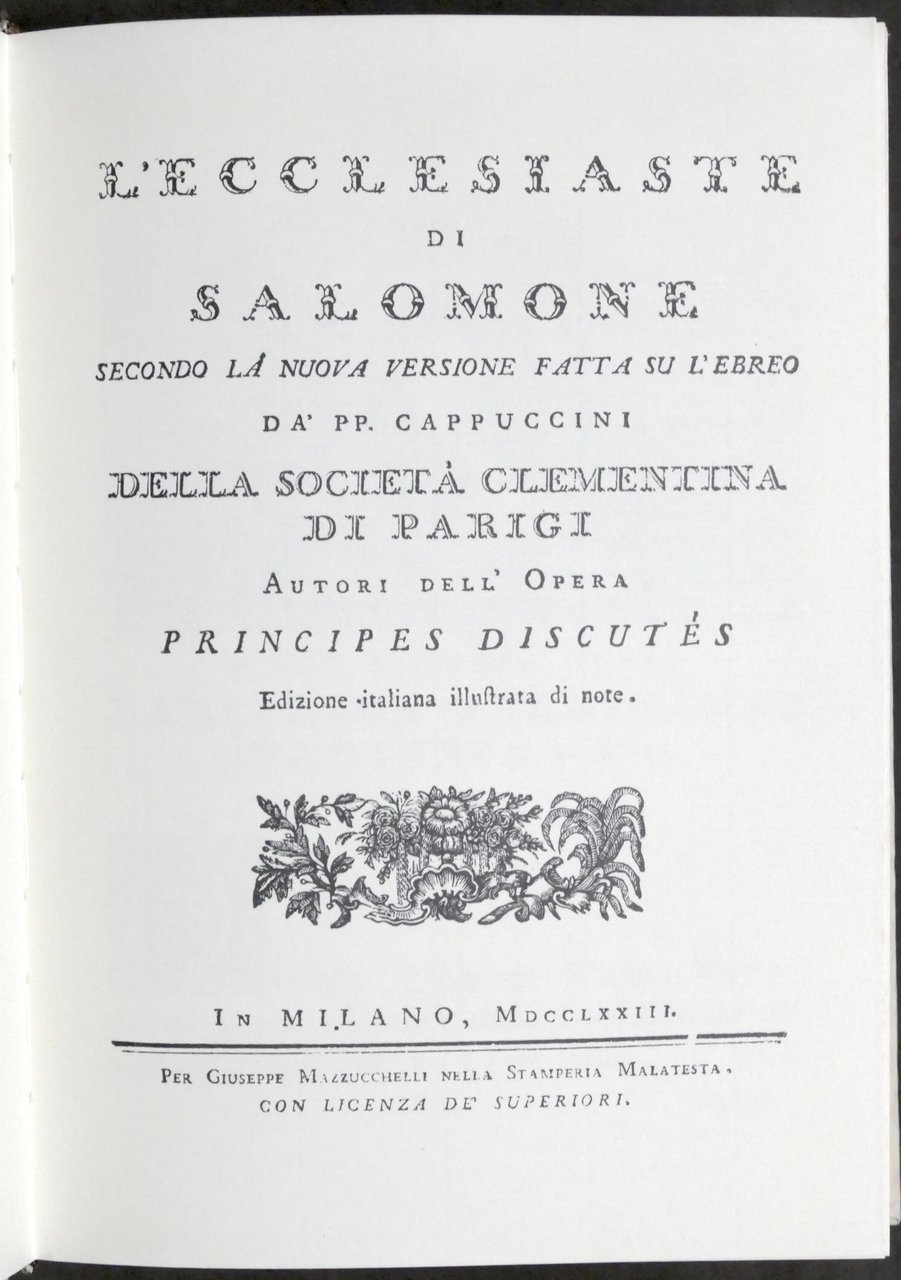 L'ECCLESIASTE
DI
SALOMONE
SECONDO LÁ NUOVA VERSIONE FATTA SU L'EBREO
DA' PP. CAPPUCCINI
DELLA SOCIETÀ CLEMENTINA
DI PARIGI
AUTORI DELL' OPERA
PRINCIPES DISCUTÉS
Edizione italiana illuſtrata di note.
IN MILANO, MDCCLXXIII.
PER GIUSEPPE MAZZUCCHELLI NELLA STAMPERIA MALATESTA.
CON LICENZA DE' SUPERIORI.